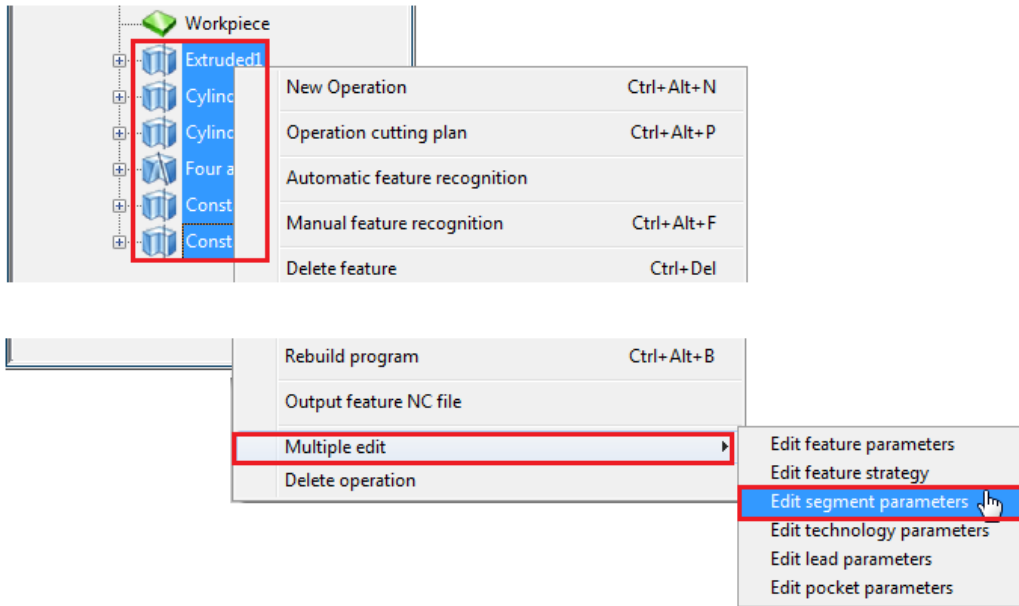 Workpiece
Extruded1
Cylind
Cylind
Four a
Const
Const
New Operation Ctrl+Alt+N
Operation cutting plan Ctrl+Alt+P
Automatic feature recognition
Manual feature recognition Ctrl+Alt+F
Delete feature Ctrl+Del
Rebuild program Ctrl+Alt+B
Output feature NC file
Multiple edit
Delete operation
Edit feature parameters
Edit feature strategy
Edit segment parameters
Edit technology parameters
Edit lead parameters
Edit pocket parameters